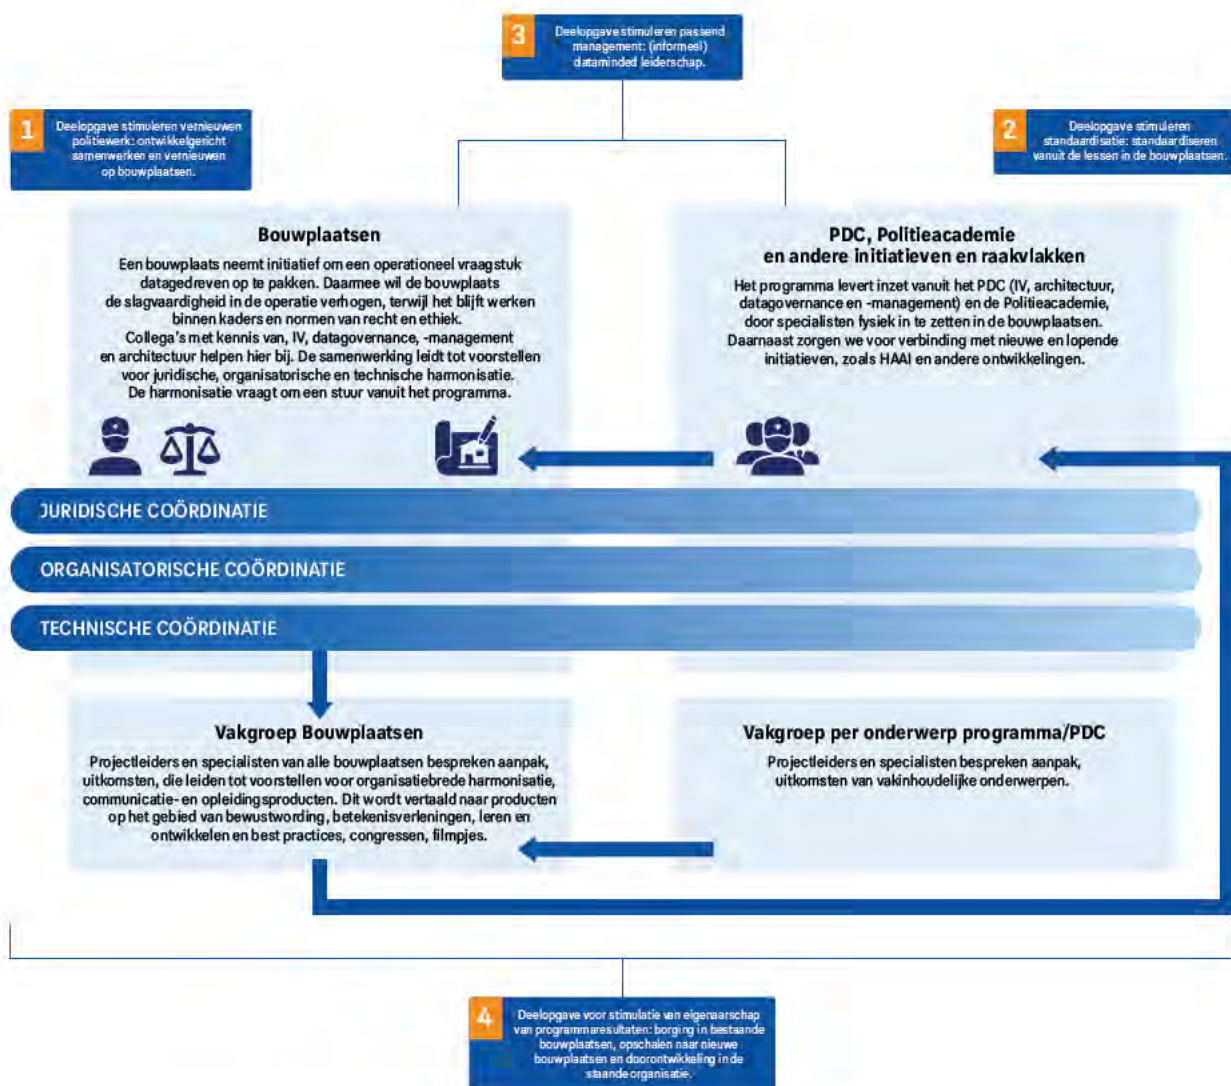 3
Deelopgave stimuleren passend
management: (informeel)
dataminded leiderschap.
1
Deelopgave stimuleren vernieuwen
politiewerk: ontwikkelgericht
samenwerken en vernieuwen
op bouwplaatsen.
2
Deelopgave stimuleren
standaardisatie: standaardiseren
vanuit de lessen in de bouwplaatsen.
Bouwplaatsen
Een bouwplaats neemt initiatief om een operationeel vraagstuk
datagedreven op te pakken. Daarmee wil de bouwplaats
de slagvaardigheid in de operatie verhogen, terwijl het blijft werken
binnen kaders en normen van recht en ethiek.
Collega's met kennis van, IV, datagovernance, -management
en architectuur helpen hier bij. De samenwerking leidt tot voorstellen
voor juridische, organisatorische en technische harmonisatie.
De harmonisatie vraagt om een stuur vanuit het programma.
PDC, Politieacademie
en andere initiatieven en raakvlakken
Het programma levert inzet vanuit het PDC (IV, architectuur,
datagovernance en -management) en de Politieacademie,
door specialisten fysiek in te zetten in de bouwplaatsen.
Daarnaast zorgen we voor verbinding met nieuwe en lopende
initiatieven, zoals HAAI en andere ontwikkelingen.
JURIDISCHE COÖRDINATIE
ORGANISATORISCHE COÖRDINATIE
TECHNISCHE COÖRDINATIE
Vakgroep Bouwplaatsen
Projectleiders en specialisten van alle bouwplaatsen bespreken aanpak,
uitkomsten, die leiden tot voorstellen voor organisatiebrede harmonisatie,
communicatie- en opleidingsproducten. Dit wordt vertaald naar producten
op het gebied van bewustwording, betekenisverleningen, leren en
ontwikkelen en best practices, congressen, filmpjes.
Vakgroep per onderwerp programma/PDC
Projectleiders en specialisten bespreken aanpak,
uitkomsten van vakinhoudelijke onderwerpen.
4
Deelopgave voor stimulatie van eigenaarschap
van programmaresultaten: borging in bestaande
bouwplaatsen, opschalen naar nieuwe
bouwplaatsen en doorontwikkeling in de
staande organisatie.